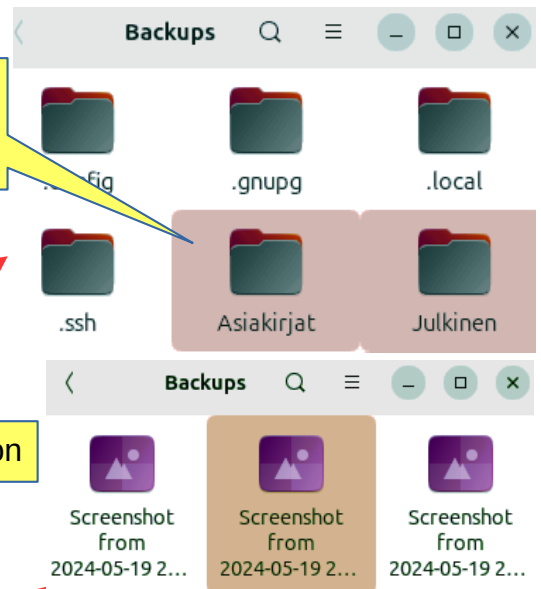 Backups
.gnupg
.local
.ssh
Asiakirjat
Julkinen
Backups
on
Screenshot
from
2024-05-19 2...
Screenshot
from
2024-05-19 2...
Screenshot
from
2024-05-19 2...